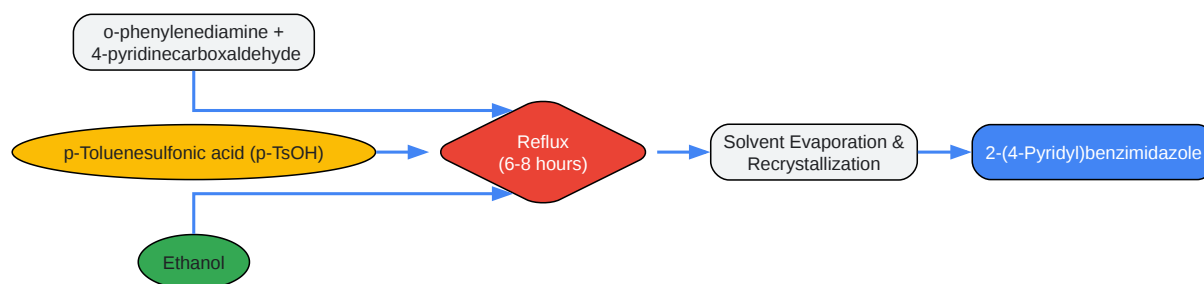 o-phenylenediamine +
4-pyridinecarboxaldehyde
p-Toluenesulfonic acid (p-TsOH)
Ethanol
Reflux
(6-8 hours)
Solvent Evaporation &
Recrystallization
2-(4-Pyridyl)benzimidazole